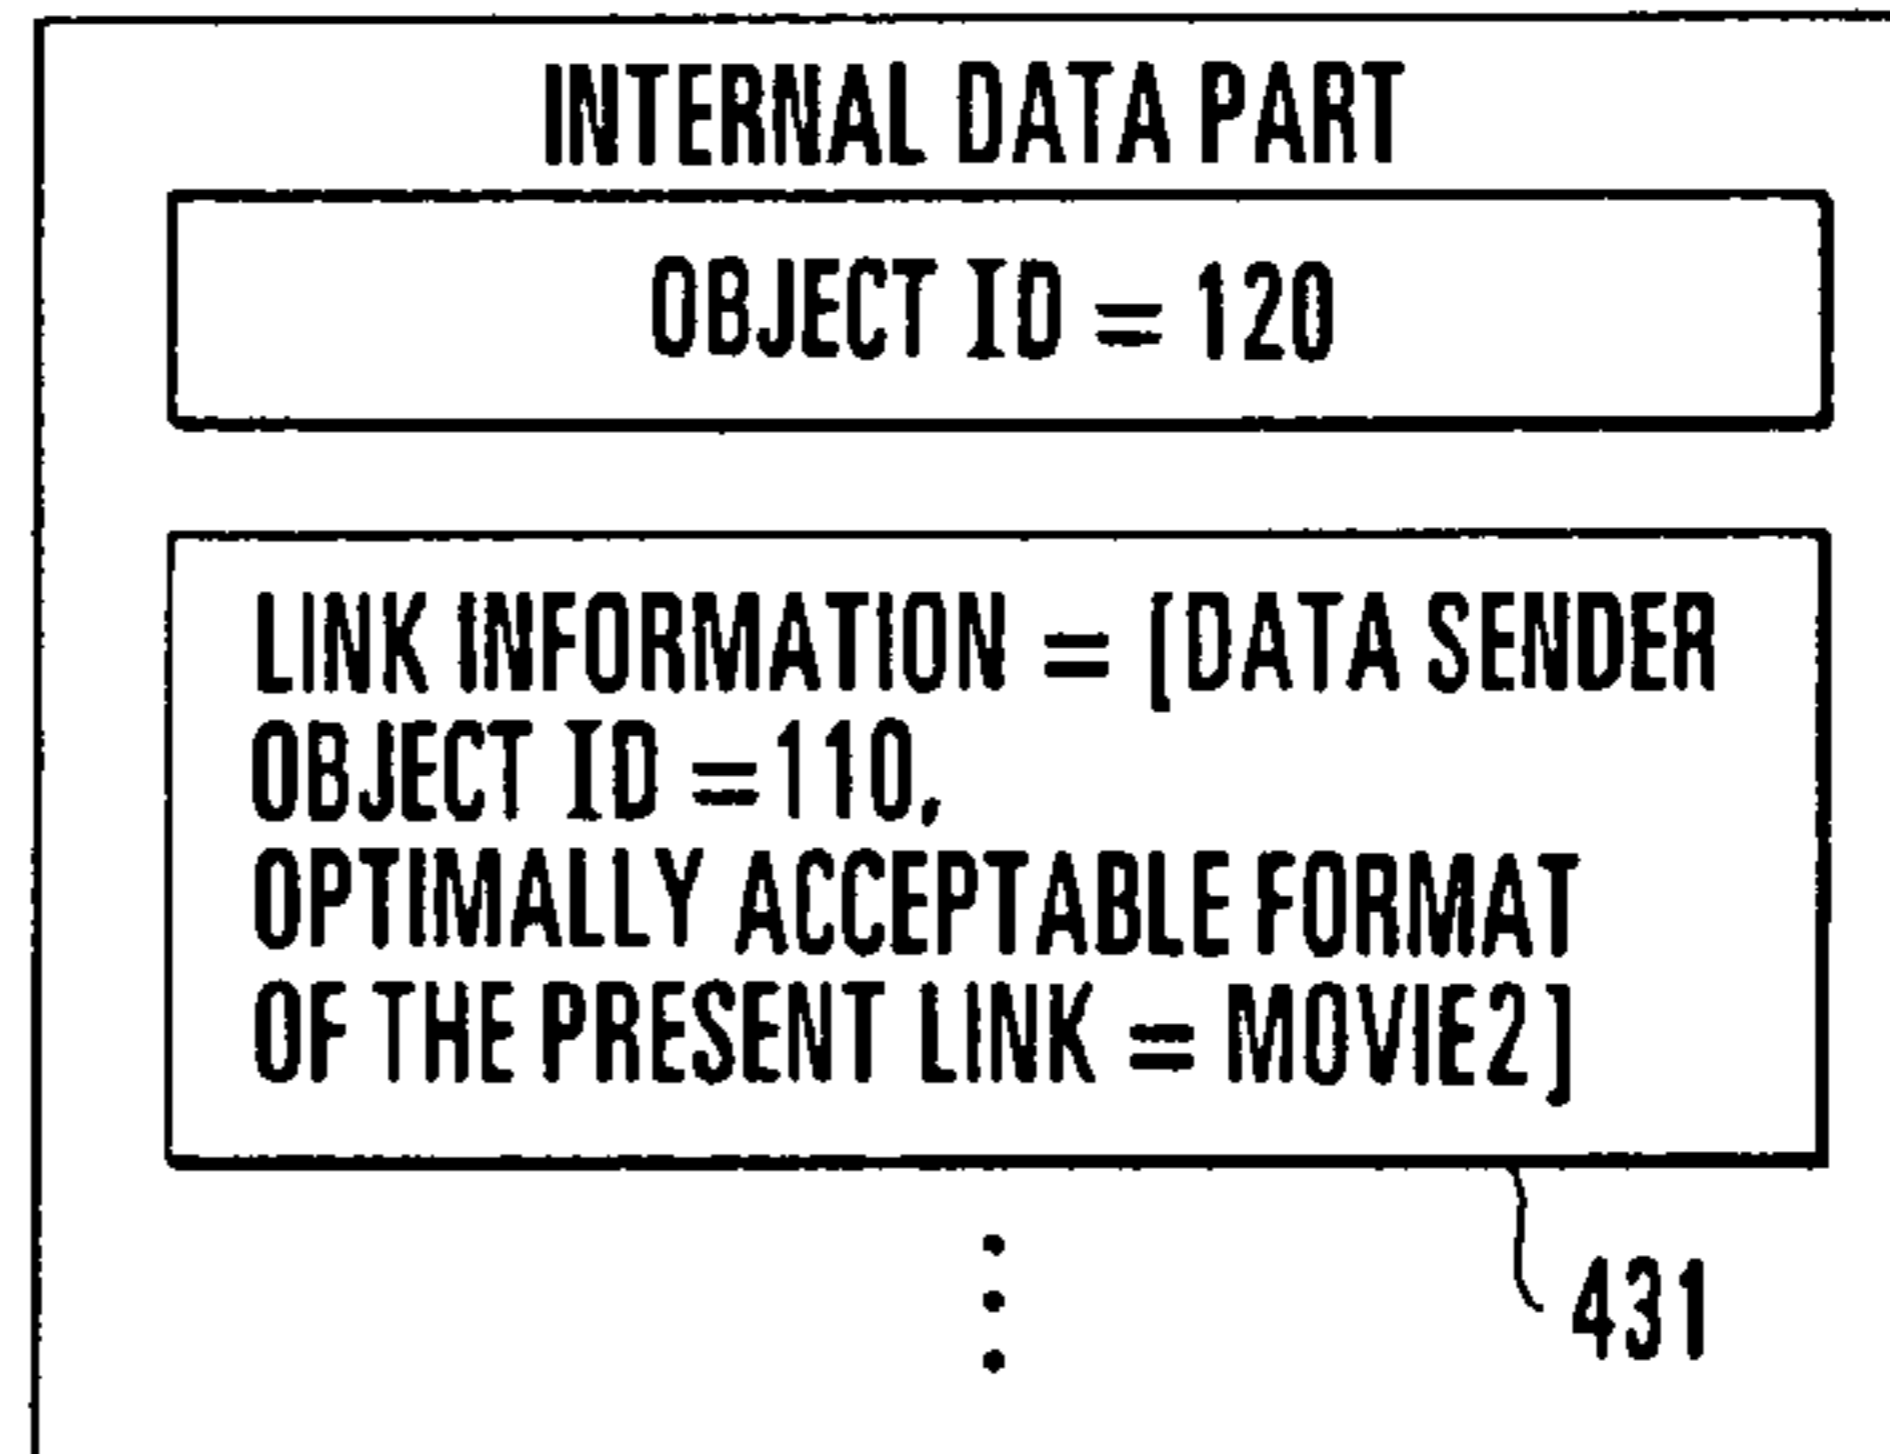 INTERNAL DATA PART
OBJECT ID = 120
LINK INFORMATION = [DATA SENDER
OBJECT ID =110,
OPTIMALLY ACCEPTABLE FORMAT
OF THE PRESENT LINK = MOVIE2]
431